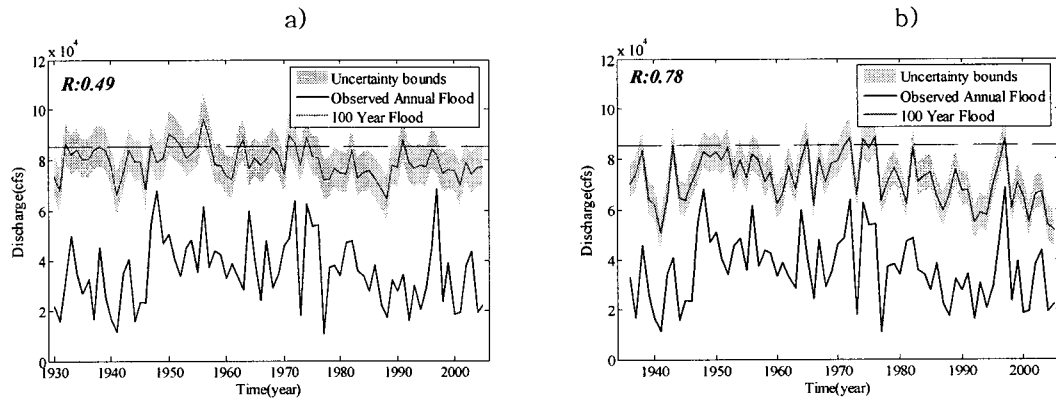 a)
x 10⁴
12
R:0.49
Uncertainty bounds
Observed Annual Flood
100 Year Flood
10
8
6
4
2
0
Discharge(cfs)
1930 1940 1950 1960 1970 1980 1990 2000
Time(year)
b)
x 10⁴
12
R:0.78
Uncertainty bounds
Observed Annual Flood
100 Year Flood
10
8
6
4
2
0
Discharge(cfs)
1940 1950 1960 1970 1980 1990 2000
Time(year)